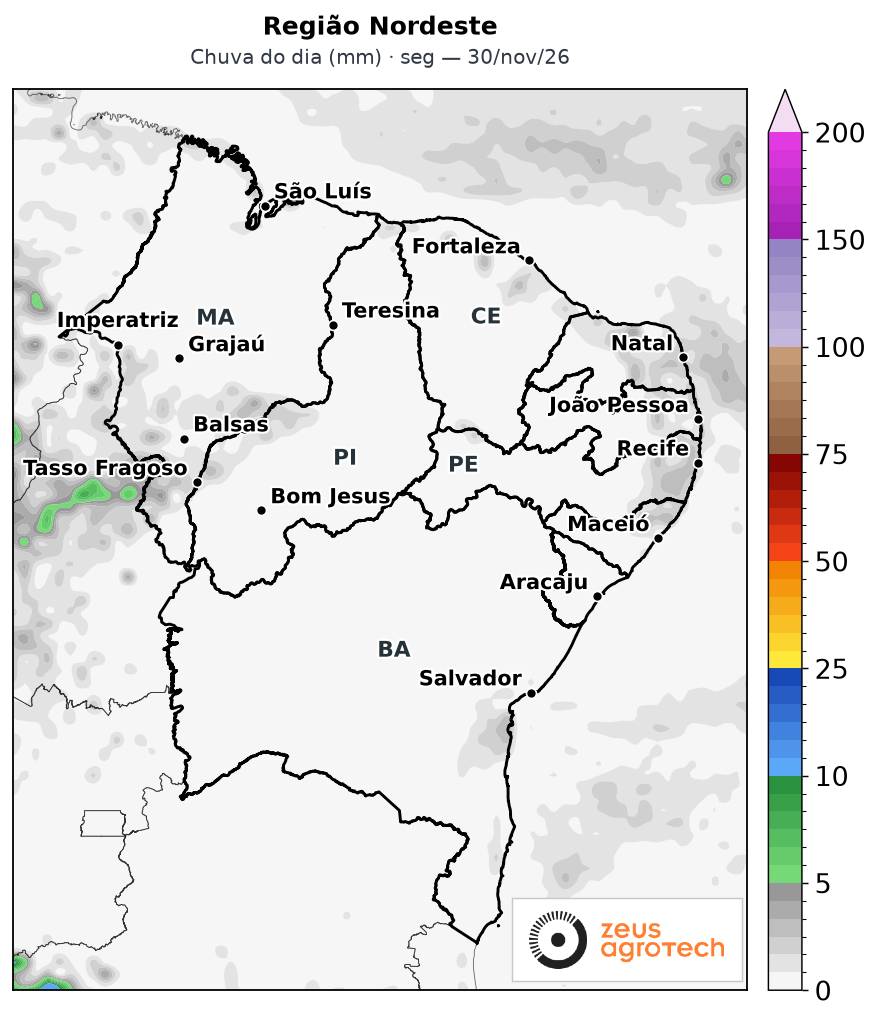 Região Nordeste
Chuva do dia (mm) · seg — 30/nov/26
São Luís
Fortaleza
Teresina
Imperatriz
MA
CE
Grajaú
Natal
João Pessoa
Balsas
Recife
PI
PE
Tasso Fragoso
Bom Jesus
Maceió
Aracaju
BA
Salvador
zeus
agrotech
200
150
100
75
50
25
10
5
0